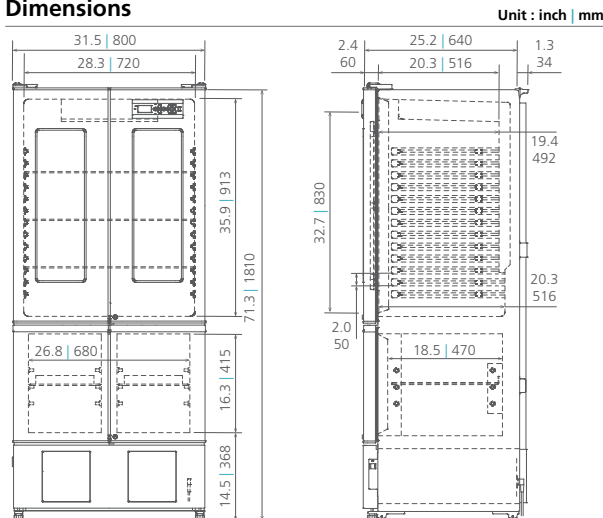 Dimensions
Unit : inch | mm
31.5 | 800
28.3 | 720
35.9 | 913
71.3 | 1810
26.8 | 680
16.3 | 415
14.5 | 368
2.4
60
25.2 | 640
20.3 | 516
1.3
34
19.4
492
32.7 | 830
20.3
516
2.0
50
18.5 | 470